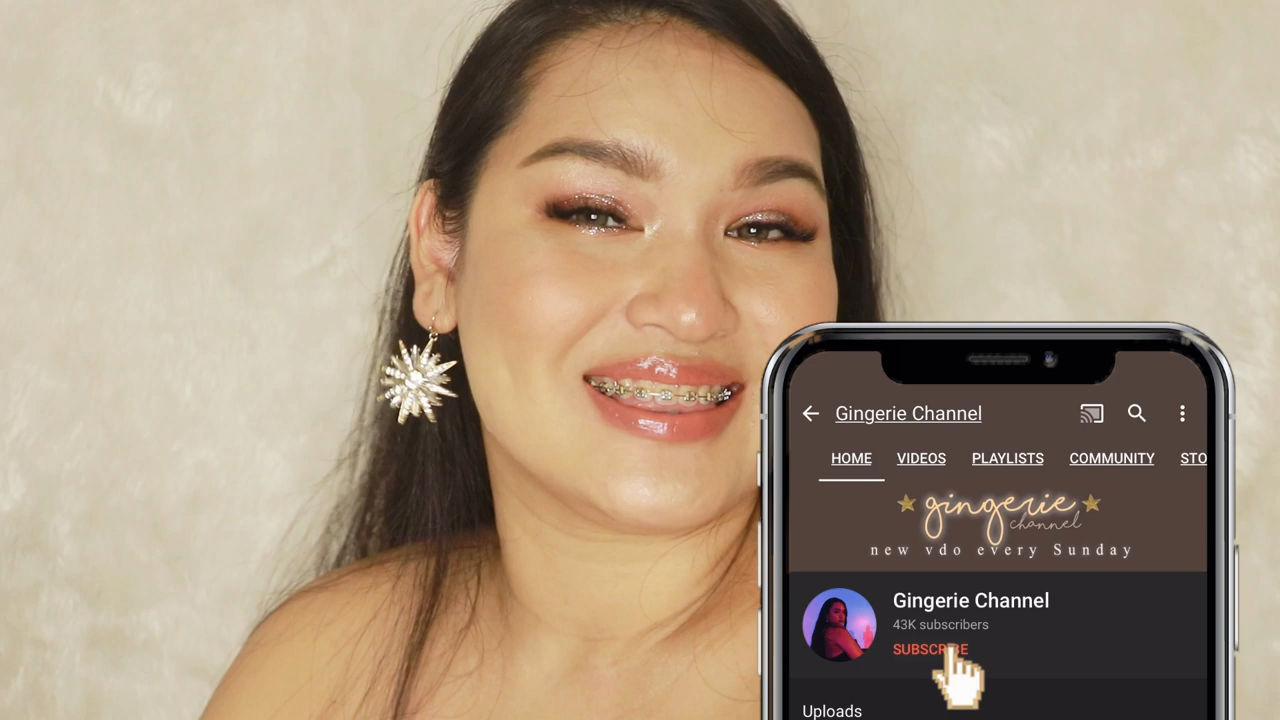 Gingerie Channel
HOME VIDEOS PLAYLISTS COMMUNITY STO
gingerie
channel
new vdo every Sunday
Gingerie Channel
43K subscribers
SUBSCRIBE
Uploads